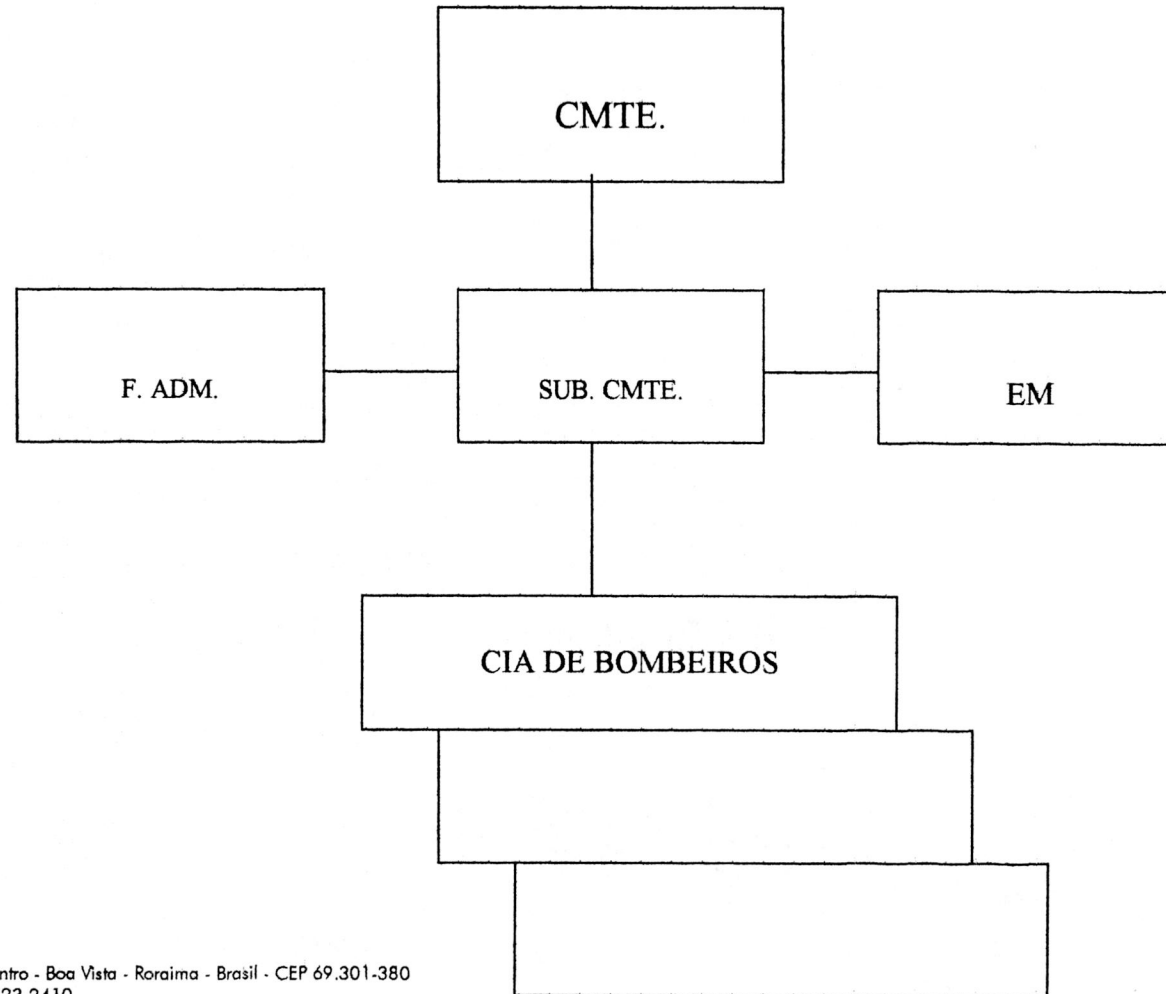 CMTE.
F. ADM.
SUB. CMTE.
EM
CIA DE BOMBEIROS
ntro - Boa Vista - Roraima - Brasil - CEP 69.301-380